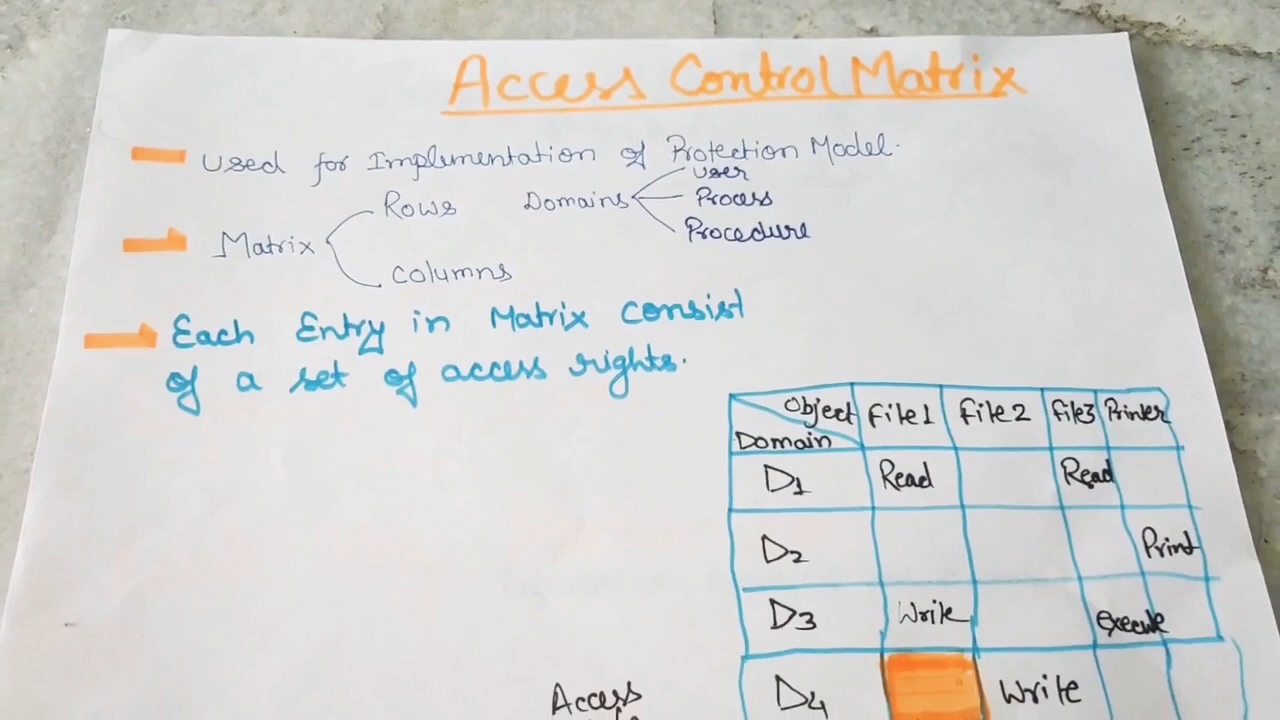 Access Control Matrix
Used for Implementation of Protection Model.
Matrix
Rows
Columns
Domains
User
Process
Procedure
Each Entry in Matrix consist
of a set of access rights.
Object File1 File2 File3 Printer
Domain
D1 Read Read
D2 Print
D3 Write Execute
D4 Write
Access